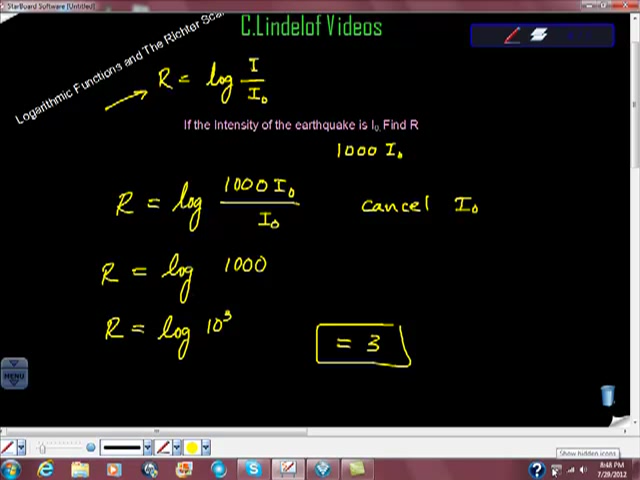 StarBoard Software [Untitled]
C.Lindelof Videos
Logarithmic Functions and The Richter Scal
R = log I/I₀
If the Intensity of the earthquake is I₀, Find R
1000 I₀
R = log 1000 I₀/I₀ cancel I₀
R = log 1000
R = log 10³
= 3
MENU
Show hidden icons
8:48 PM
7/29/2012